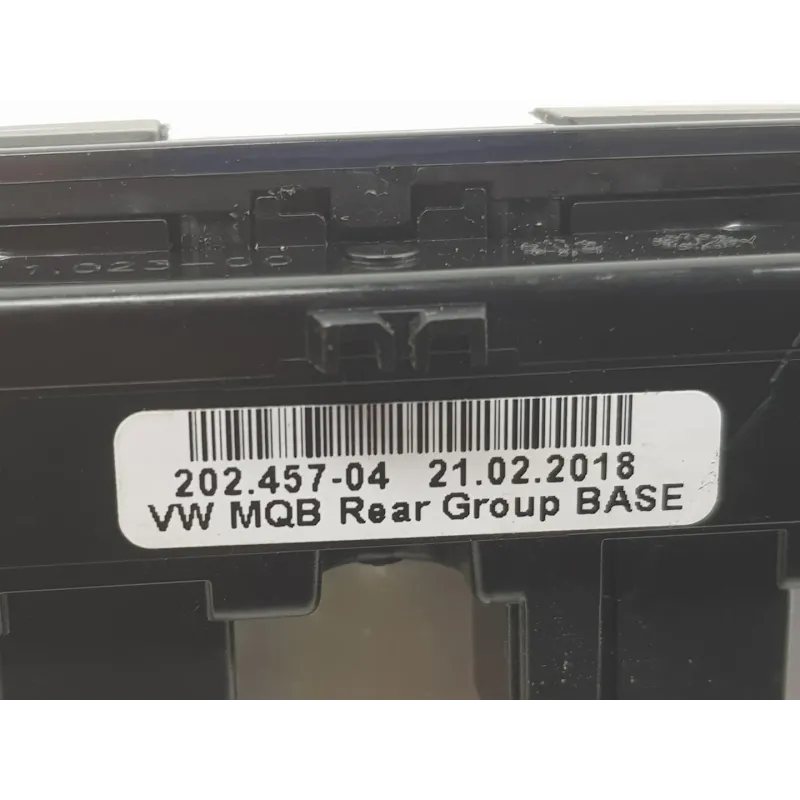 202.457-04 21.02.2018
VW MQB Rear Group BASE